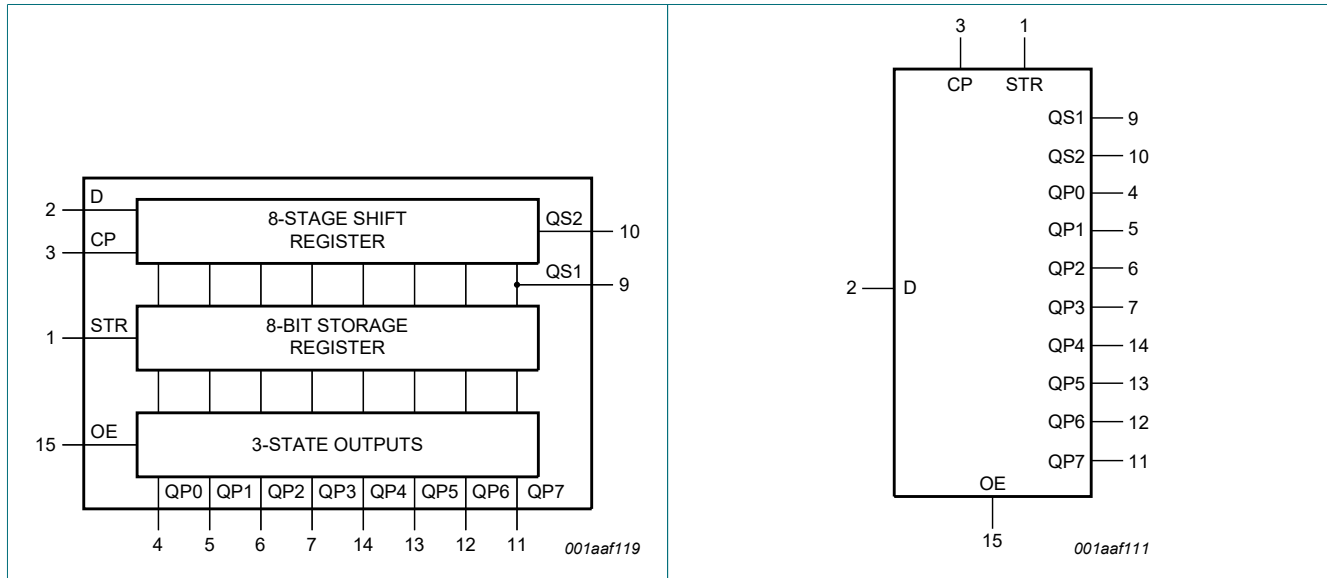 D
2
8-STAGE SHIFT
REGISTER
QS2
10
CP
3
QS1
9
STR
1
8-BIT STORAGE
REGISTER
OE
15
3-STATE OUTPUTS
QP0 QP1 QP2 QP3 QP4 QP5 QP6 QP7
4 5 6 7 14 13 12 11
001aaf119
3 1
CP STR
QS1 9
QS2 10
QP0 4
QP1 5
QP2 6
2 D
QP3 7
QP4 14
QP5 13
QP6 12
QP7 11
OE
15
001aaf111